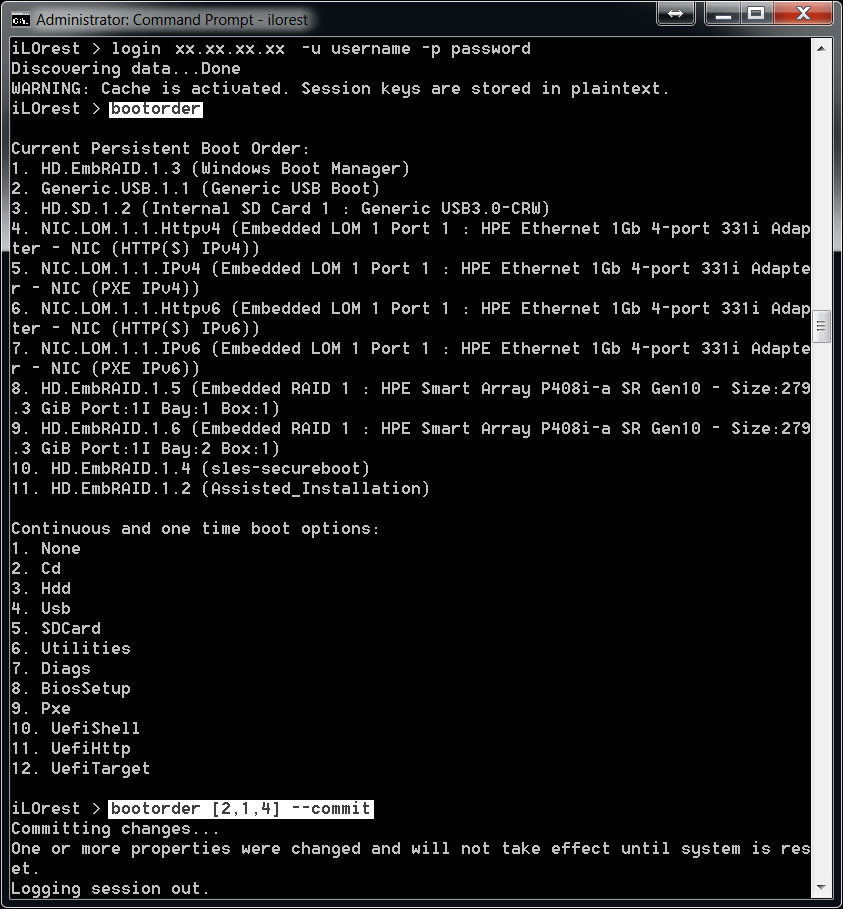 Administrator: Command Prompt - ilorest
iLOrest > login xx.xx.xx.xx -u username -p password
Discovering data...Done
WARNING: Cache is activated. Session keys are stored in plaintext.
iLOrest > bootorder
Current Persistent Boot Order:
1. HD.EmbRAID.1.3 (Windows Boot Manager)
2. Generic.USB.1.1 (Generic USB Boot)
3. HD.SD.1.2 (Internal SD Card 1 : Generic USB3.0-CRW)
4. NIC.LOM.1.1.Httpv4 (Embedded LOM 1 Port 1 : HPE Ethernet 1Gb 4-port 331i Adap
ter - NIC (HTTP(S) IPv4))
5. NIC.LOM.1.1.IPv4 (Embedded LOM 1 Port 1 : HPE Ethernet 1Gb 4-port 331i Adapte
r - NIC (PXE IPv4))
6. NIC.LOM.1.1.Httpv6 (Embedded LOM 1 Port 1 : HPE Ethernet 1Gb 4-port 331i Adap
ter - NIC (HTTP(S) IPv6))
7. NIC.LOM.1.1.IPv6 (Embedded LOM 1 Port 1 : HPE Ethernet 1Gb 4-port 331i Adapte
r - NIC (PXE IPv6))
8. HD.EmbRAID.1.5 (Embedded RAID 1 : HPE Smart Array P408i-a SR Gen10 - Size:279
.3 GiB Port:1I Bay:1 Box:1)
9. HD.EmbRAID.1.6 (Embedded RAID 1 : HPE Smart Array P408i-a SR Gen10 - Size:279
.3 GiB Port:1I Bay:2 Box:1)
10. HD.EmbRAID.1.4 (sles-secureboot)
11. HD.EmbRAID.1.2 (Assisted_Installation)
Continuous and one time boot options:
1. None
2. Cd
3. Hdd
4. Usb
5. SDCard
6. Utilities
7. Diags
8. BiosSetup
9. Pxe
10. UefiShell
11. UefiHttp
12. UefiTarget
iLOrest > bootorder [2,1,4] --commit
Committing changes...
One or more properties were changed and will not take effect until system is res
et.
Logging session out.